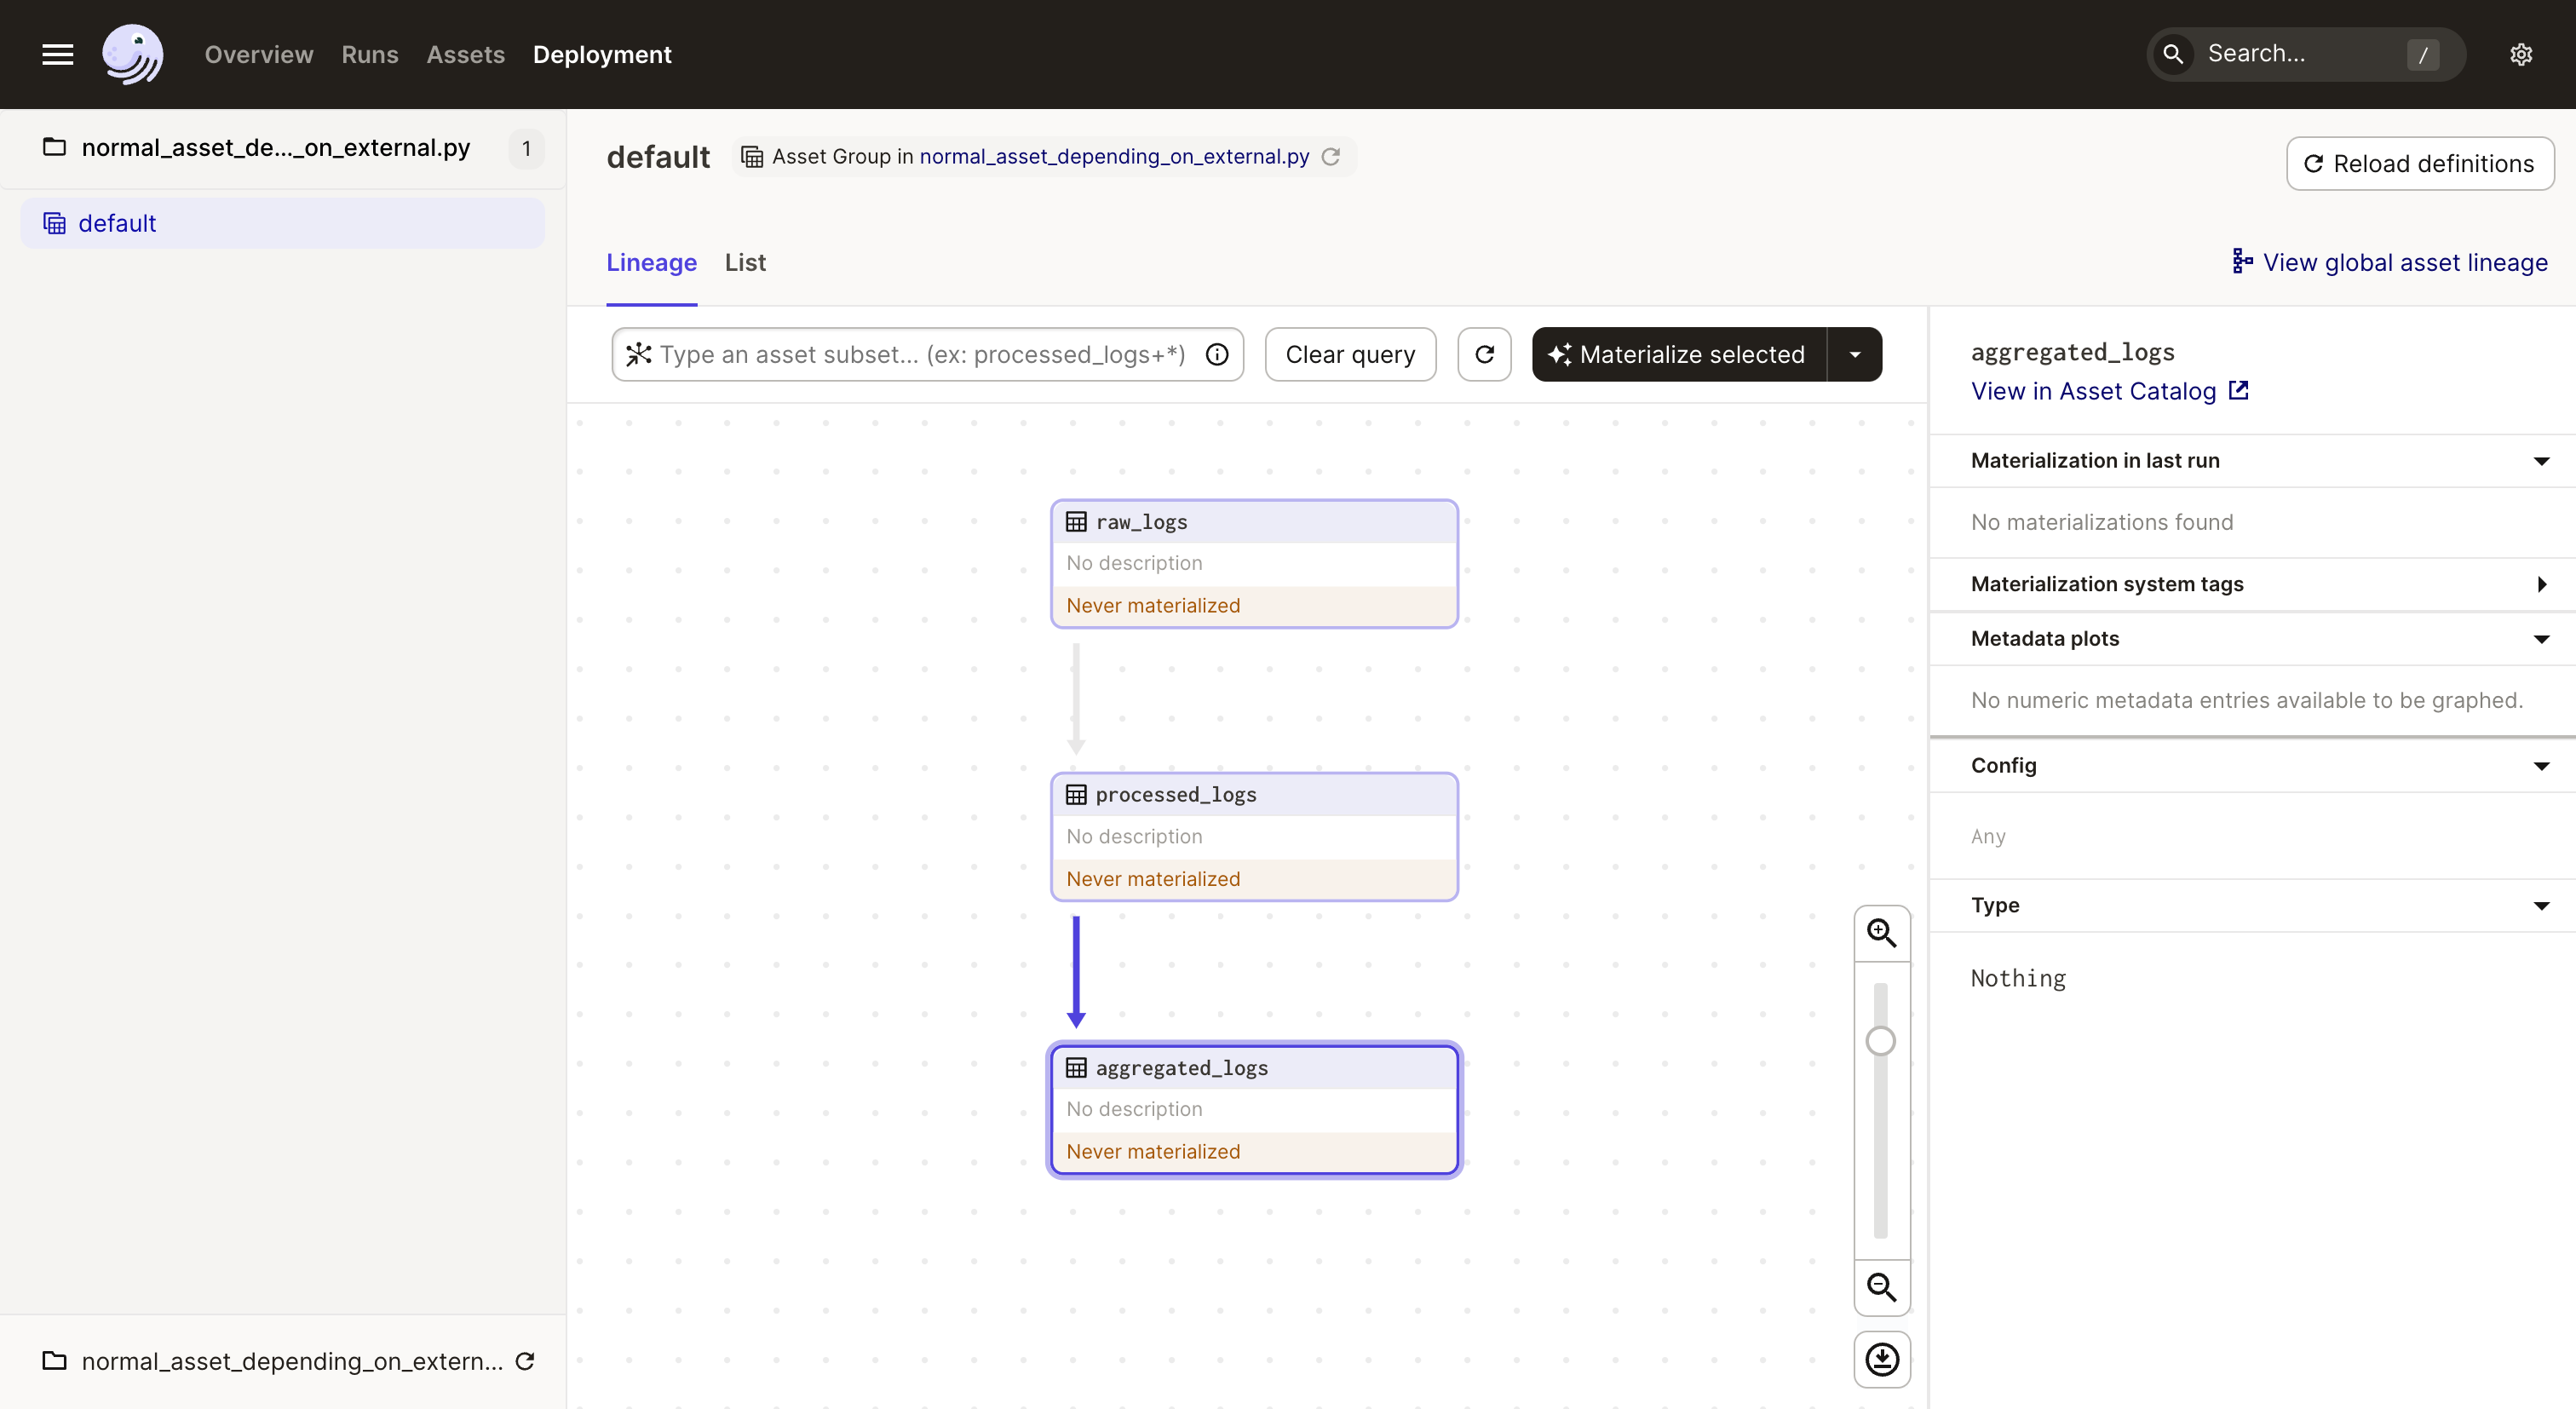 Overview Runs Assets Deployment
Search... /
normal_asset_de..._on_external.py 1
default
normal_asset_depending_on_extern...
default Asset Group in normal_asset_depending_on_external.py
Reload definitions
Lineage List
View global asset lineage
Type an asset subset... (ex: processed_logs+*)
Clear query
Materialize selected
raw_logs
No description
Never materialized
processed_logs
No description
Never materialized
aggregated_logs
No description
Never materialized
aggregated_logs
View in Asset Catalog
Materialization in last run
No materializations found
Materialization system tags
Metadata plots
No numeric metadata entries available to be graphed.
Config
Any
Type
Nothing